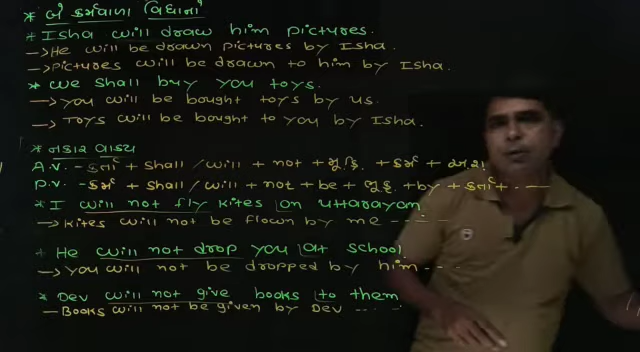 * બે કર્મવાળા વિધાનો
* Isha will draw him pictures.
→ He will be drawn pictures by Isha.
→ Pictures will be drawn to him by Isha.
* We shall buy you toys.
→ You will be bought toys by us.
→ Toys will be bought to you by Isha.
* નકાર વાક્ય
A.V. - કર્તા + shall/will + not + મૂ.ક્રિ. + કર્મ +
P.V. - કર્મ + shall/will + not + be + ભૂ.કૃ. + by + કર્તા + . —
* I will not fly kites on uttarayan.
→ Kites will not be flown by me - - - -
* He will not drop you at school.
→ You will not be dropped by him - - -
* Dev will not give books to them
- Books will not be given by Dev - - - -